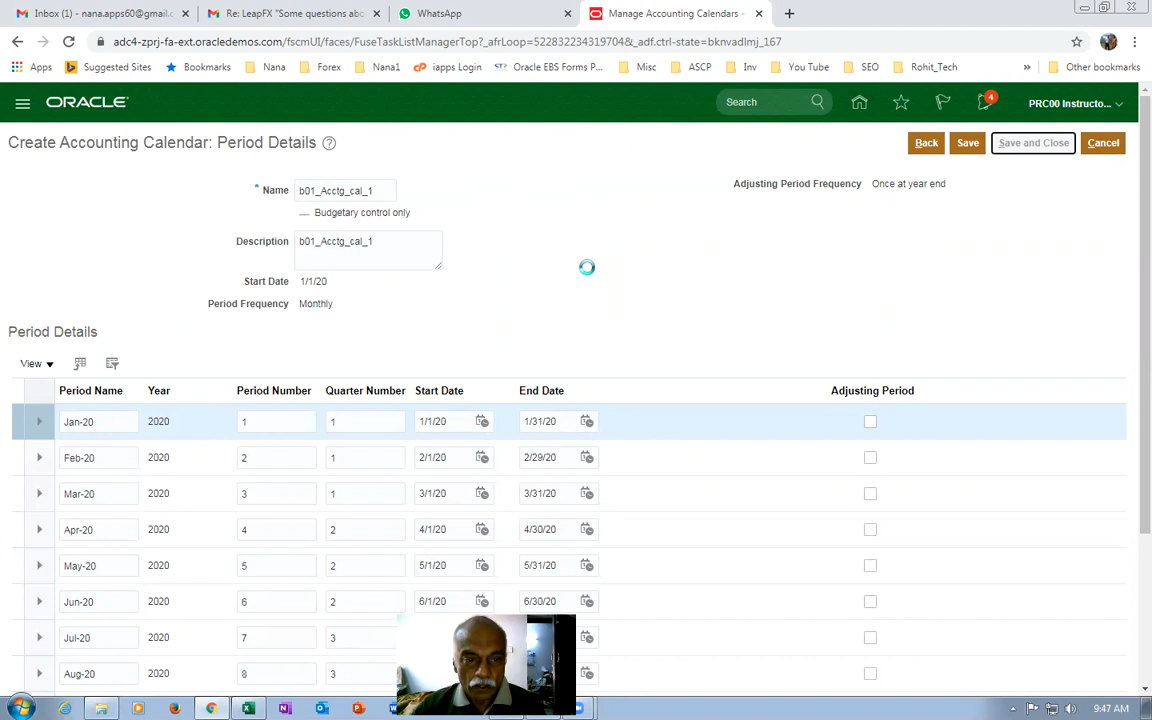 Inbox (1) - nana.apps60@gmail.c
Re: LeapFX "Some questions abo
WhatsApp
Manage Accounting Calendars -
adc4-zprj-fa-ext.oracledemos.com/fscmUI/faces/FuseTaskListManagerTop?_afrLoop=52283223431970​4&_adf.ctrl-state=bknvadlmj_167
Apps Suggested Sites Bookmarks Nana Forex Nana1 iapps Login Oracle EBS Forms P... Misc ASCP Inv You Tube SEO Rohit_Tech » Other bookmarks
ORACLE
Search
4
PRC00 Instructo...
Create Accounting Calendar: Period Details ?
Back Save Save and Close Cancel
* Name b01_Acctg_cal_1
Adjusting Period Frequency Once at year end
Budgetary control only
Description b01_Acctg_cal_1
Start Date 1/1/20
Period Frequency Monthly
Period Details
View
Period Name Year Period Number Quarter Number Start Date End Date Adjusting Period
Jan-20 2020 1 1 1/1/20 1/31/20
Feb-20 2020 2 1 2/1/20 2/29/20
Mar-20 2020 3 1 3/1/20 3/31/20
Apr-20 2020 4 2 4/1/20 4/30/20
May-20 2020 5 2 5/1/20 5/31/20
Jun-20 2020 6 2 6/1/20 6/30/20
Jul-20 2020 7 3
Aug-20 2020 8 3
9:47 AM